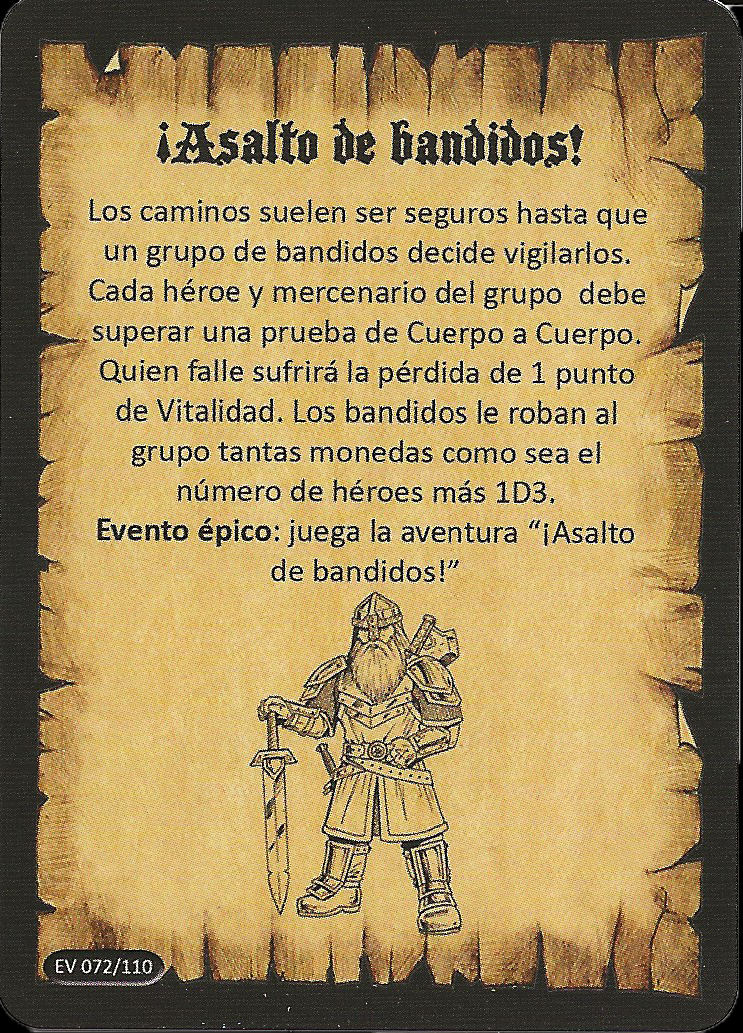 ¡Asalto de bandidos!
Los caminos suelen ser seguros hasta que
un grupo de bandidos decide vigilarlos.
Cada héroe y mercenario del grupo debe
superar una prueba de Cuerpo a Cuerpo.
Quien falle sufrirá la pérdida de 1 punto
de Vitalidad. Los bandidos le roban al
grupo tantas monedas como sea el
número de héroes más 1D3.
Evento épico: juega la aventura “¡Asalto
de bandidos!”
EV 072/110